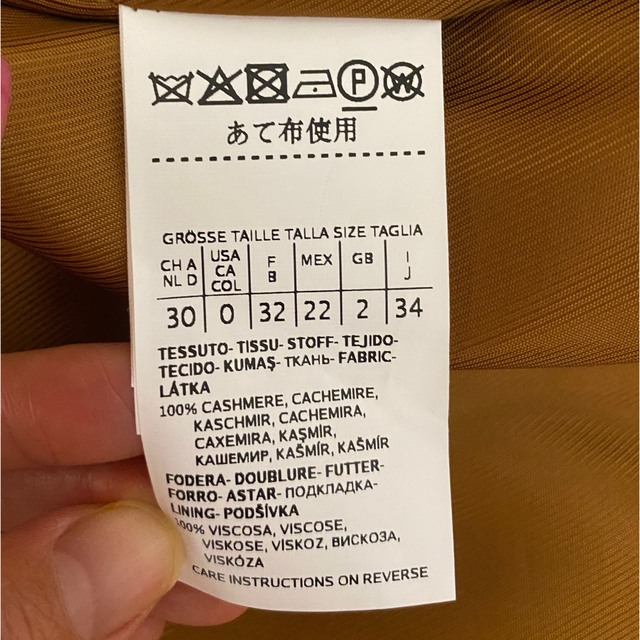 P W
あて布使用
GRÖSSE TAILLE TALLA SIZE TAGLIA
CH A NL D USA CA COL F B MEX GB I J
30 0 32 22 2 34
TESSUTO- TISSU- STOFF- TEJIDO-
TECIDO- KUMAŞ- ТКАНЬ- FABRIC-
LÁTKA
100% CASHMERE, CACHEMIRE,
KASCHMIR, CACHEMIRA,
CAXEMIRA, KAŞMİR,
КАШЕМИР, KAŠMÍR, KAŠMÍR
FODERA- DOUBLURE- FUTTER-
FORRO- ASTAR- ПОДКЛАДКА-
LINING- PODŠÍVKA
100% VISCOSA, VISCOSE,
VISKOSE, VİSKOZ, ВИСКОЗА,
VISKÓZA
CARE INSTRUCTIONS ON REVERSE